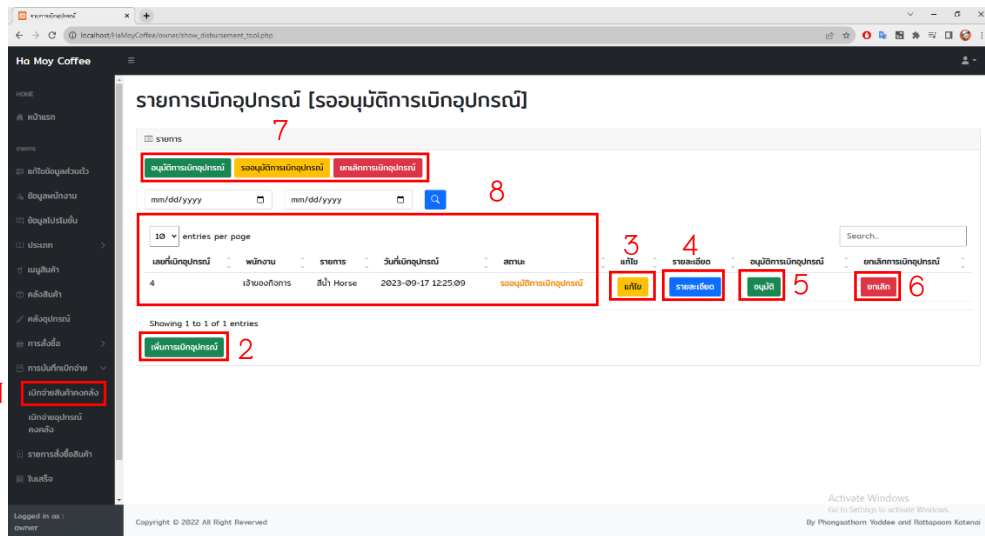 รายการเบิกอุปกรณ์
localhost/HaMoyCoffee/owner/show_disbursement_tool.php
Ha Moy Coffee
HOME
หน้าแรก
รายการ
แก้ไขข้อมูลส่วนตัว
ข้อมูลพนักงาน
ข้อมูลโปรโมชั่น
ประเภท
เมนูสินค้า
คลังสินค้า
คลังอุปกรณ์
การสั่งซื้อ
การบันทึกเบิกจ่าย
เบิกจ่ายสินค้าคงคลัง
เบิกจ่ายอุปกรณ์
คงคลัง
รายการสั่งซื้อสินค้า
ใบเสร็จ
Logged in as :
owner
รายการเบิกอุปกรณ์ [รออนุมัติการเบิกอุปกรณ์]
7
รายการ
อนุมัติการเบิกอุปกรณ์ รออนุมัติการเบิกอุปกรณ์ ยกเลิกการเบิกอุปกรณ์
8
mm/dd/yyyy mm/dd/yyyy
10 entries per page Search...
3 4
เลขที่เบิกอุปกรณ์ พนักงาน รายการ วันที่เบิกอุปกรณ์ สถานะ แก้ไข รายละเอียด อนุมัติการเบิกอุปกรณ์ ยกเลิกการเบิกอุปกรณ์
4 เจ้าของกิจการ สีน้ำ Horse 2023-09-17 12:25:09 รออนุมัติการเบิกอุปกรณ์ แก้ไข รายละเอียด อนุมัติ 5 ยกเลิก 6
Showing 1 to 1 of 1 entries
เพิ่มการเบิกอุปกรณ์ 2
Activate Windows
Go to Settings to activate Windows.
Copyright © 2022 All Right Reverved
By Phongsathorn Yoddee and Rattapoom Katenai